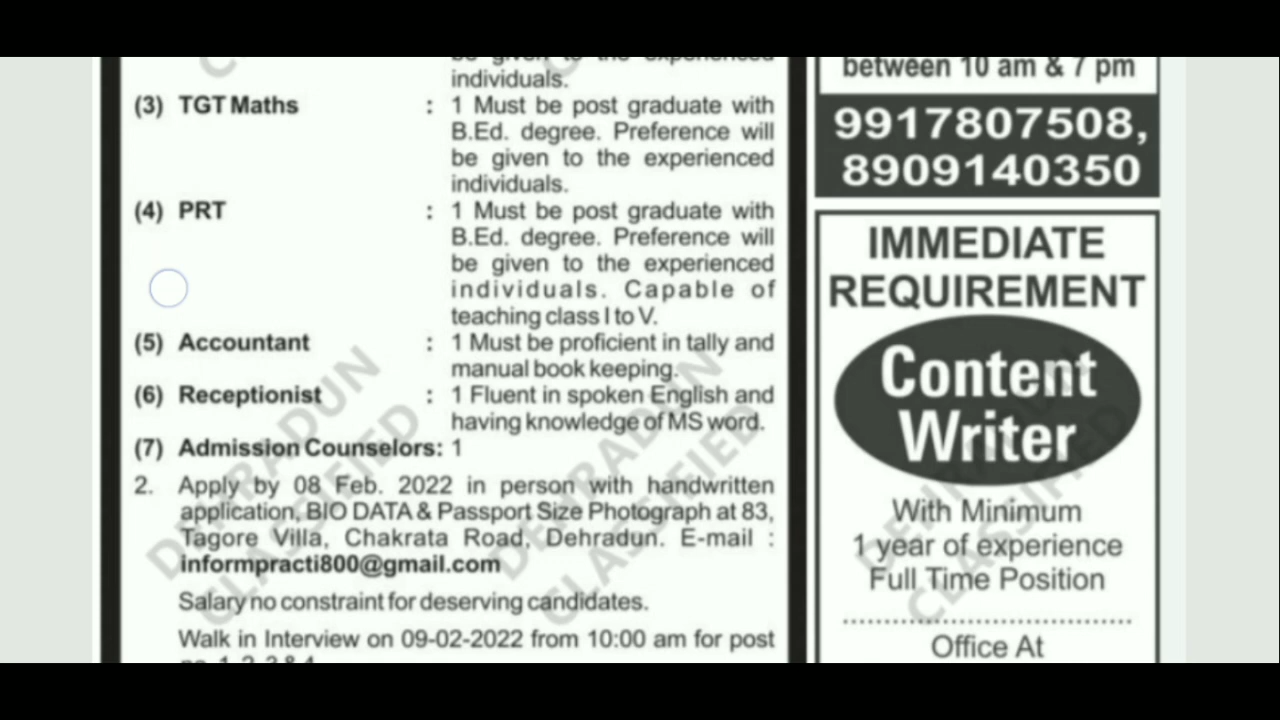 individuals.
(3) TGT Maths : 1 Must be post graduate with
B.Ed. degree. Preference will
be given to the experienced
individuals.
(4) PRT : 1 Must be post graduate with
B.Ed. degree. Preference will
be given to the experienced
individuals. Capable of
teaching class I to V.
(5) Accountant : 1 Must be proficient in tally and
manual book keeping.
(6) Receptionist : 1 Fluent in spoken English and
having knowledge of MS word.
(7) Admission Counselors: 1
2. Apply by 08 Feb. 2022 in person with handwritten
application, BIO DATA & Passport Size Photograph at 83,
Tagore Villa, Chakrata Road, Dehradun. E-mail :
informpracti800@gmail.com
Salary no constraint for deserving candidates.
Walk in Interview on 09-02-2022 from 10:00 am for post
between 10 am & 7 pm
9917807508,
8909140350
IMMEDIATE
REQUIREMENT
Content
Writer
With Minimum
1 year of experience
Full Time Position
Office At
DEHRADUN
CLASSIFIED
DEHRADUN
CLASSIFIED
DEHRADUN
CLASSIFIED